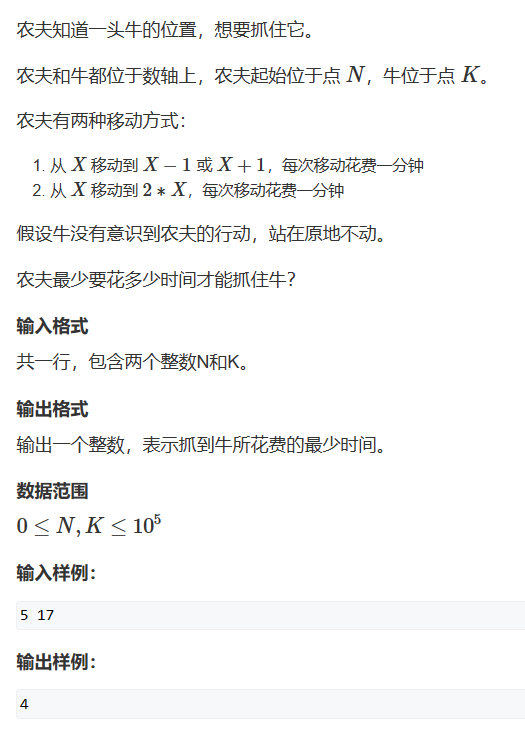 农夫知道一头牛的位置，想要抓住它。
农夫和牛都位于数轴上，农夫起始位于点 N，牛位于点 K。
农夫有两种移动方式：
1. 从 X 移动到 X − 1 或 X + 1，每次移动花费一分钟
2. 从 X 移动到 2 ∗ X，每次移动花费一分钟
假设牛没有意识到农夫的行动，站在原地不动。
农夫最少要花多少时间才能抓住牛？
输入格式
共一行，包含两个整数N和K。
输出格式
输出一个整数，表示抓到牛所花费的最少时间。
数据范围
0 ≤ N, K ≤ 10⁵
输入样例：
5 17
输出样例：
4